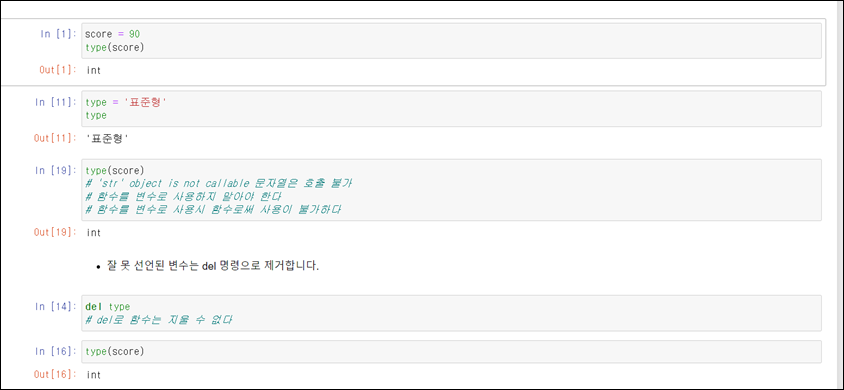 In [1]: score = 90
type(score)
Out[1]: int
In [11]: type = '표준형'
type
Out[11]: '표준형'
In [19]: type(score)
# 'str' object is not callable 문자열은 호출 불가
# 함수를 변수로 사용하지 말아야 한다
# 함수를 변수로 사용시 함수로써 사용이 불가하다
Out[19]: int
• 잘 못 선언된 변수는 del 명령으로 제거합니다.
In [14]: del type
# del로 함수는 지울 수 없다
In [16]: type(score)
Out[16]: int